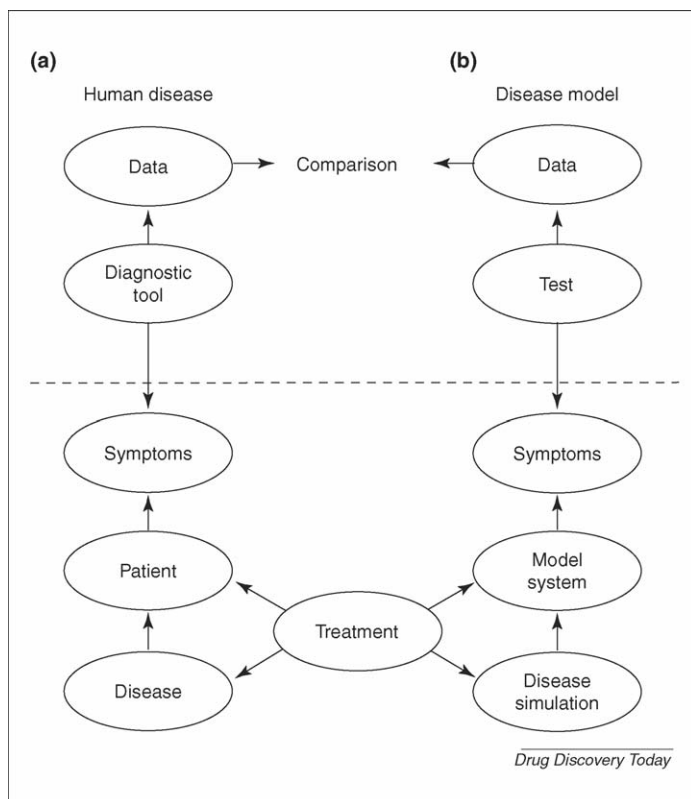 (a)
(b)
Human disease
Disease model
Data
Comparison
Data
Diagnostic
tool
Test
Symptoms
Symptoms
Patient
Model
system
Treatment
Disease
Disease
simulation
Drug Discovery Today